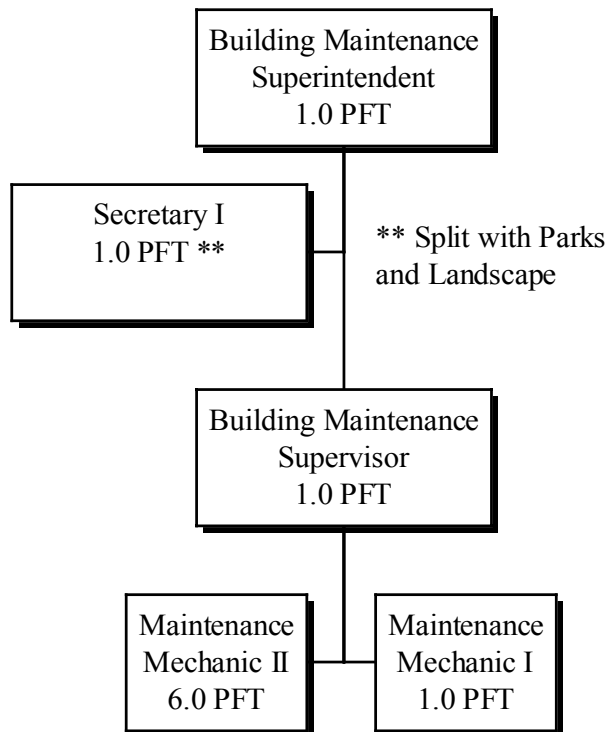 Building Maintenance
Superintendent
1.0 PFT
Secretary I
1.0 PFT **
** Split with Parks
and Landscape
Building Maintenance
Supervisor
1.0 PFT
Maintenance
Mechanic II
6.0 PFT
Maintenance
Mechanic I
1.0 PFT